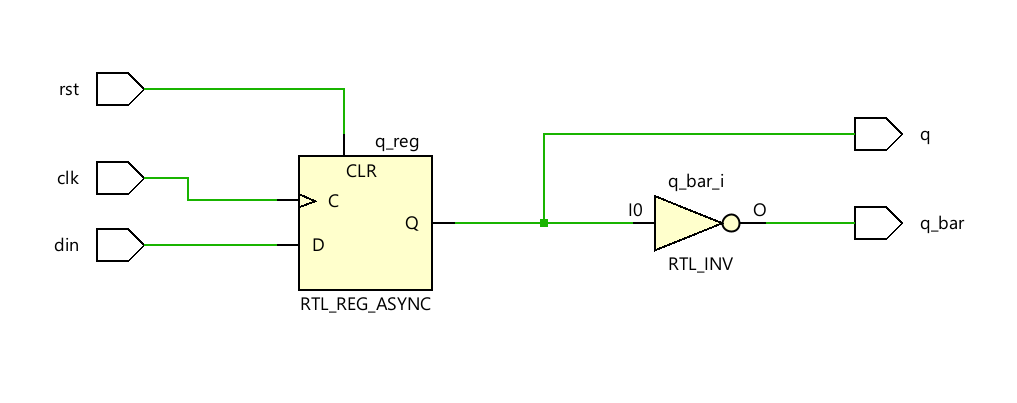 rst
q_reg
CLR
q
clk
C
q_bar_i
I0
O
Q
q_bar
din
D
RTL_INV
RTL_REG_ASYNC